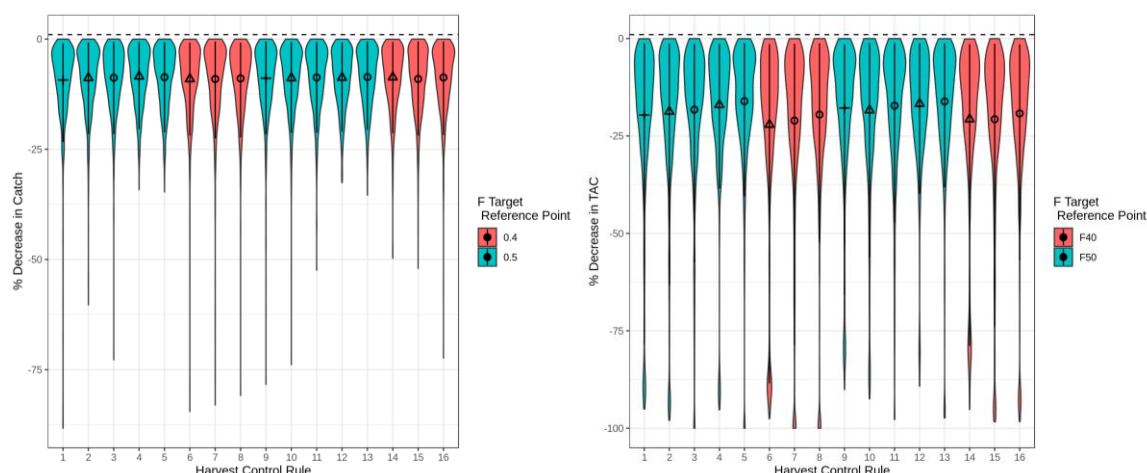 % Decrease in Catch
0
-25
-50
-75
1 2 3 4 5 6 7 8 9 10 11 12 13 14 15 16
Harvest Control Rule
F Target
Reference Point
0.4
0.5
% Decrease in TAC
0
-25
-50
-75
-100
1 2 3 4 5 6 7 8 9 10 11 12 13 14 15 16
Harvest Control Rule
F Target
Reference Point
F40
F50